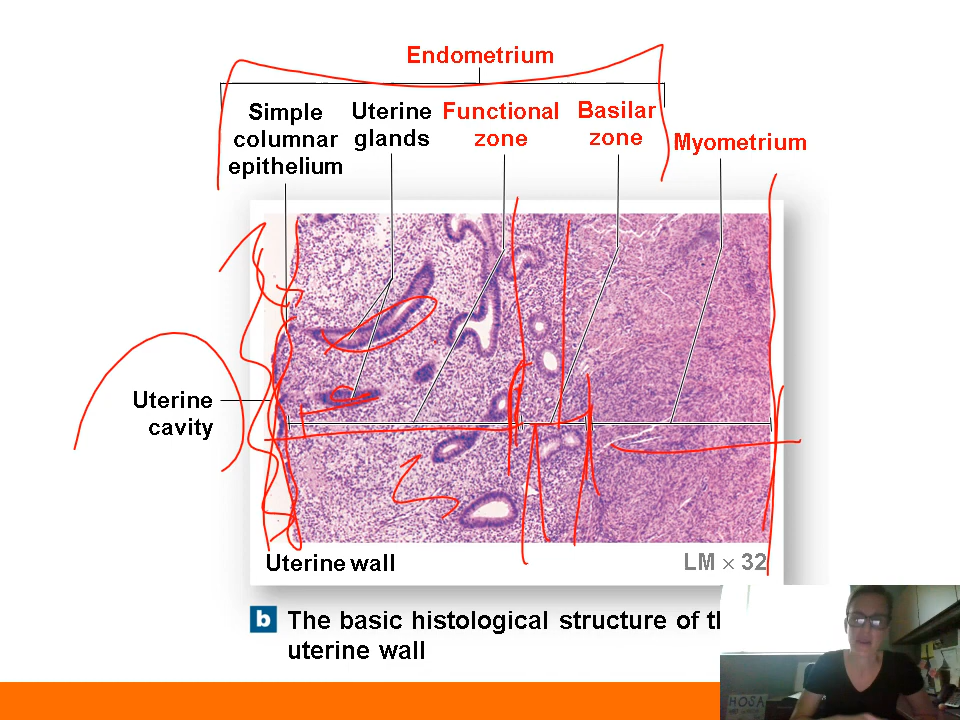 Endometrium
Simple columnar epithelium
Uterine glands
Functional zone
Basilar zone
Myometrium
Uterine cavity
Uterine wall
LM × 32
b The basic histological structure of th
uterine wall
HOSA